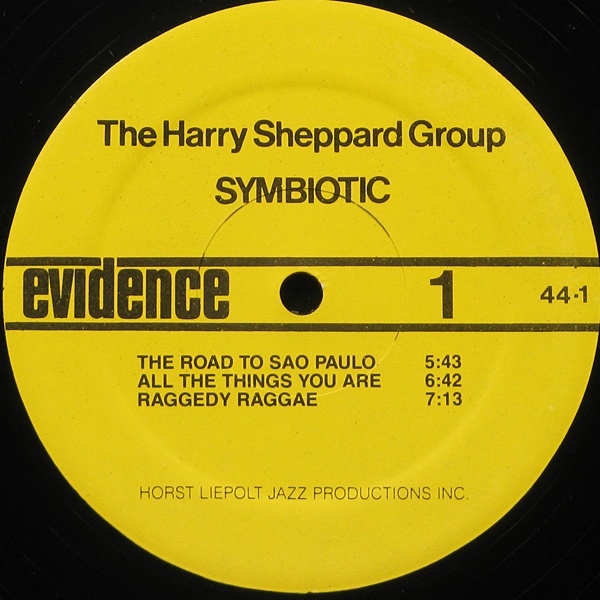 The Harry Sheppard Group
SYMBIOTIC
evidence 1 44-1
THE ROAD TO SAO PAULO 5:43
ALL THE THINGS YOU ARE 6:42
RAGGEDY RAGGAE 7:13
HORST LIEPOLT JAZZ PRODUCTIONS INC.